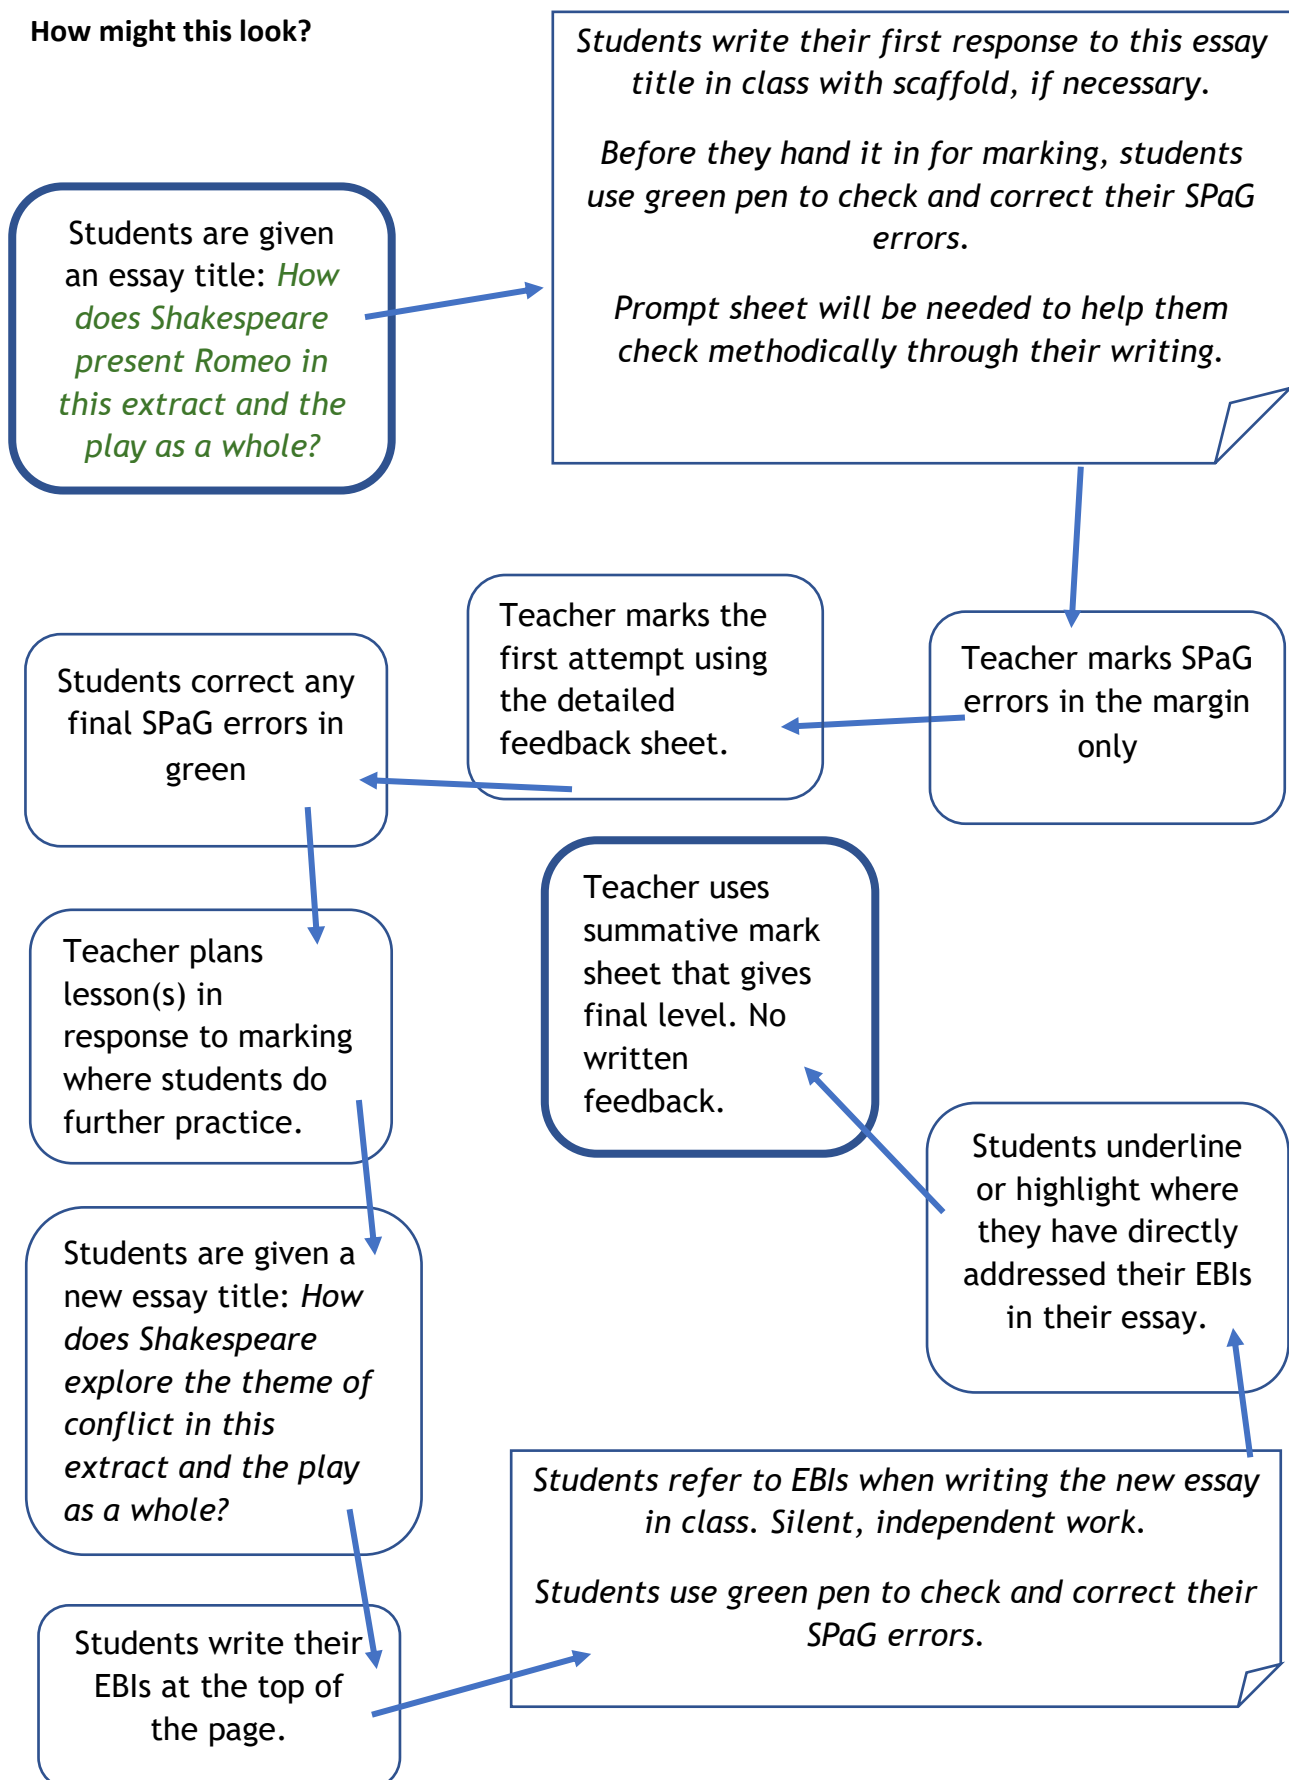 How might this look?
Students are given
an essay title: How
does Shakespeare
present Romeo in
this extract and the
play as a whole?
Students write their first response to this essay
title in class with scaffold, if necessary.
Before they hand it in for marking, students
use green pen to check and correct their SPaG
errors.
Prompt sheet will be needed to help them
check methodically through their writing.
Teacher marks SPaG
errors in the margin
only
Teacher marks the
first attempt using
the detailed
feedback sheet.
Students correct any
final SPaG errors in
green
Teacher plans
lesson(s) in
response to marking
where students do
further practice.
Students are given a
new essay title: How
does Shakespeare
explore the theme of
conflict in this
extract and the play
as a whole?
Students write their
EBIs at the top of
the page.
Students refer to EBIs when writing the new essay
in class. Silent, independent work.
Students use green pen to check and correct their
SPaG errors.
Students underline
or highlight where
they have directly
addressed their EBIs
in their essay.
Teacher uses
summative mark
sheet that gives
final level. No
written
feedback.